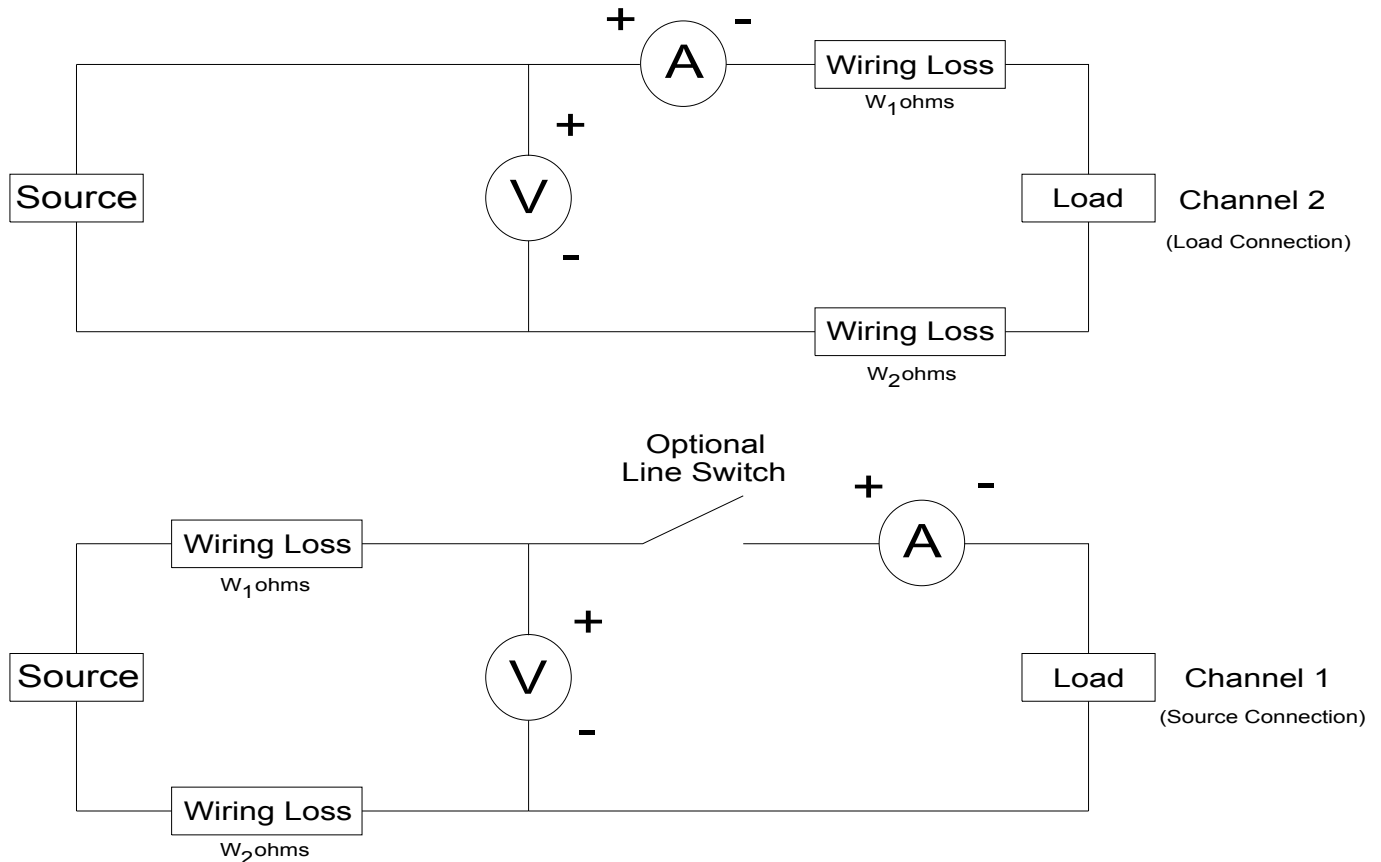 + -
A
Wiring Loss
W1ohms
+
Source
V
Load
Channel 2
(Load Connection)
-
Wiring Loss
W2ohms
Optional
Line Switch
+ -
Wiring Loss
A
W1ohms
+
Source
V
Load
Channel 1
(Source Connection)
-
Wiring Loss
W2ohms